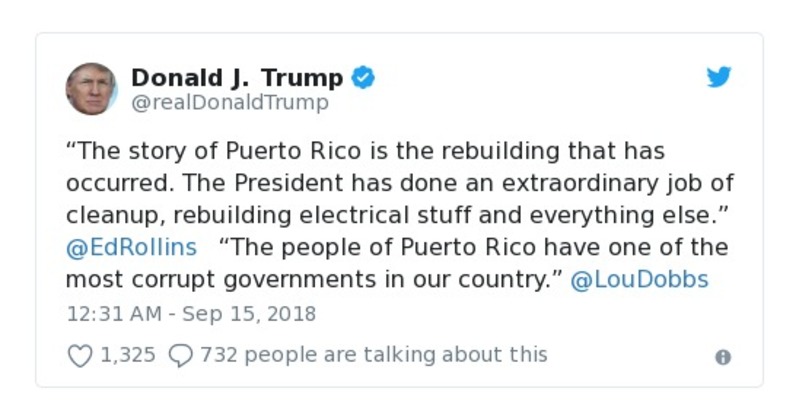 Donald J. Trump
@realDonaldTrump
“The story of Puerto Rico is the rebuilding that has
occurred. The President has done an extraordinary job of
cleanup, rebuilding electrical stuff and everything else.”
@EdRollins “The people of Puerto Rico have one of the
most corrupt governments in our country.” @LouDobbs
12:31 AM - Sep 15, 2018
1,325 732 people are talking about this